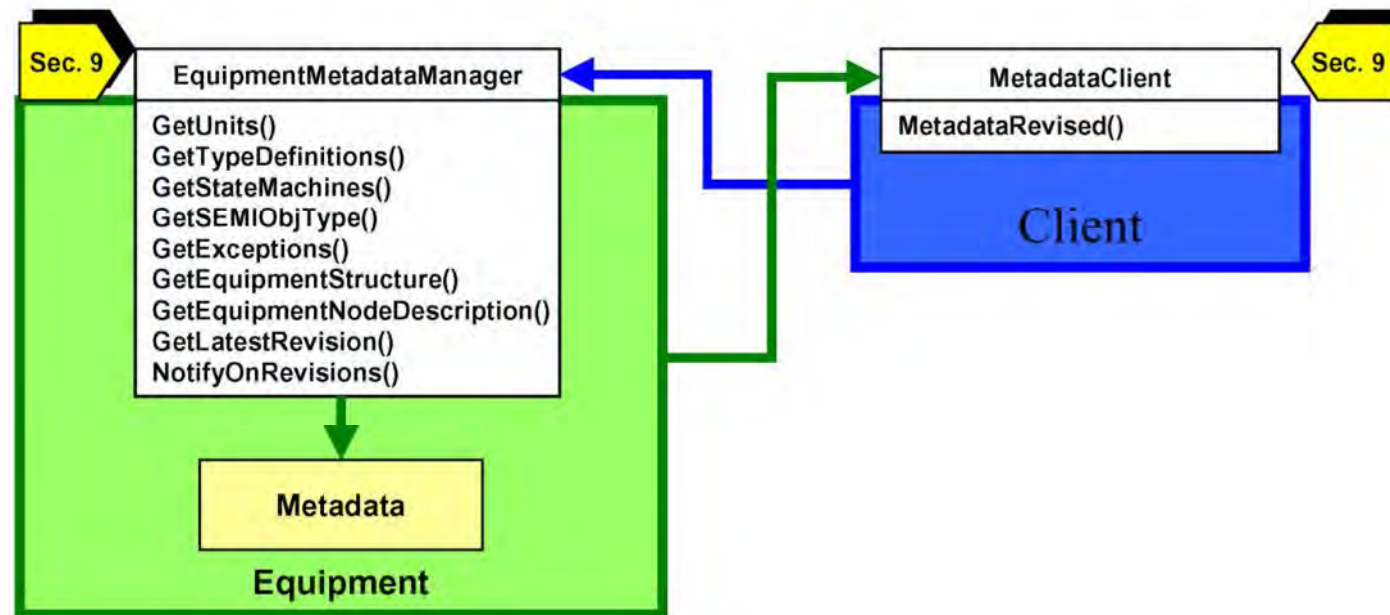 Sec. 9
EquipmentMetadataManager
GetUnits()
GetTypeDefinitions()
GetStateMachines()
GetSEMIObjType()
GetExceptions()
GetEquipmentStructure()
GetEquipmentNodeDescription()
GetLatestRevision()
NotifyOnRevisions()
Metadata
Equipment
MetadataClient
Sec. 9
MetadataRevised()
Client